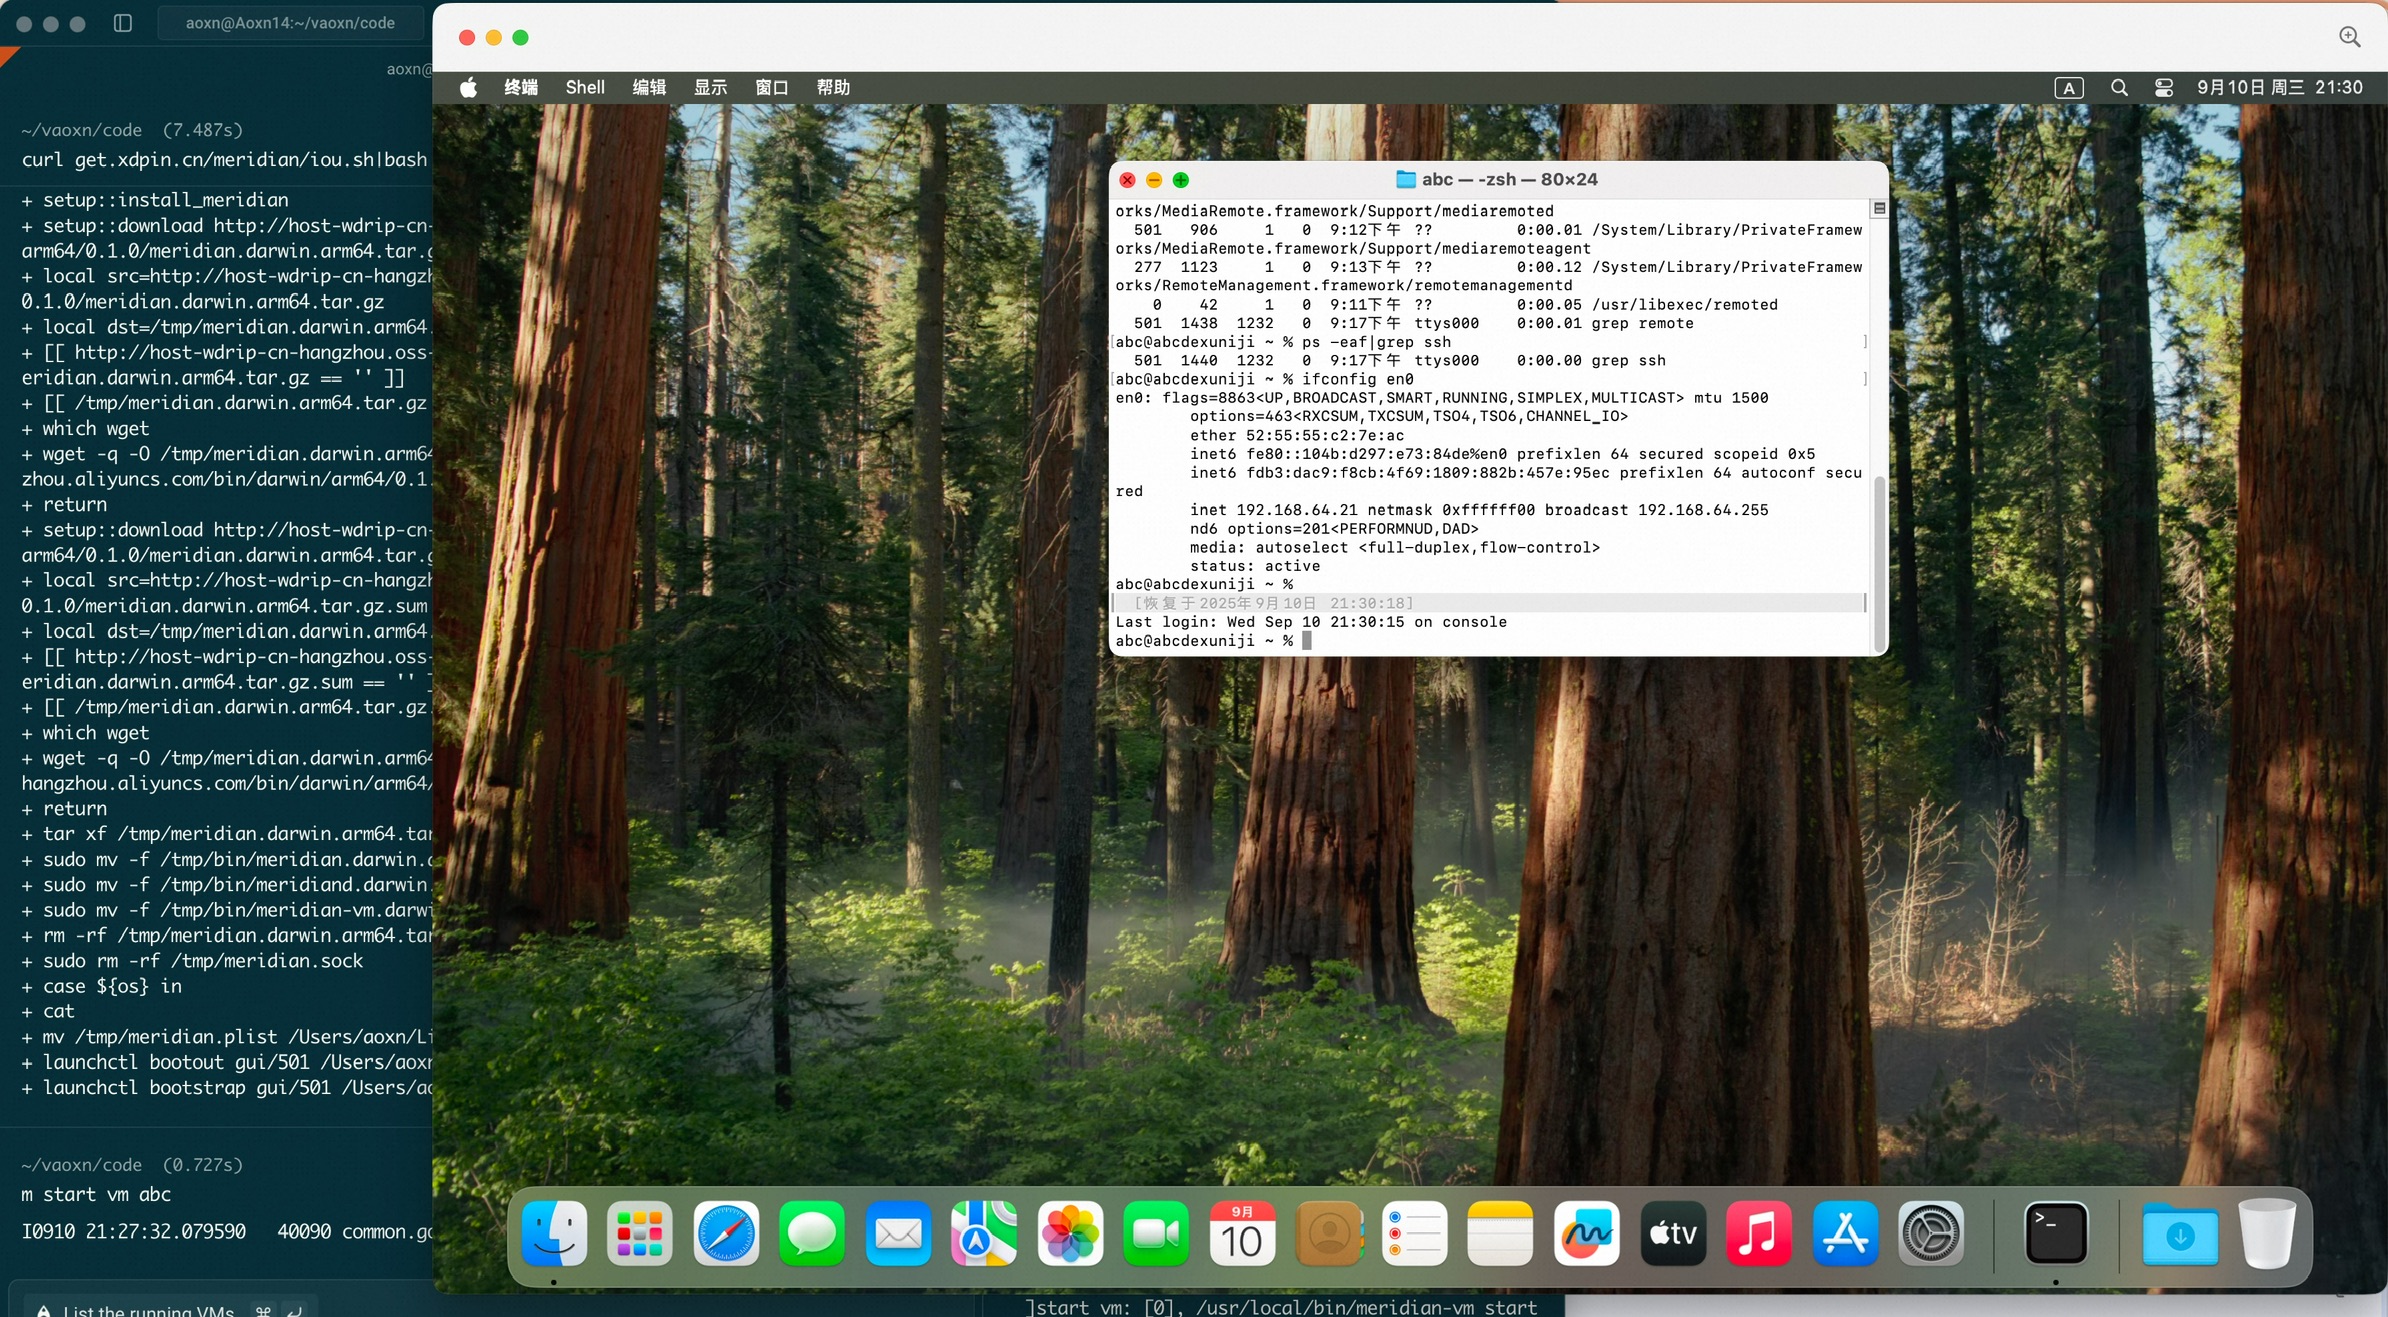 aoxn@Aoxn14:~/vaoxn/code
aoxn@
~/vaoxn/code (7.487s)
curl get.xdpin.cn/meridian/iou.sh|bash
+ setup::install_meridian
+ setup::download http://host-wdrip-cn-
arm64/0.1.0/meridian.darwin.arm64.tar.g
+ local src=http://host-wdrip-cn-hangzh
0.1.0/meridian.darwin.arm64.tar.gz
+ local dst=/tmp/meridian.darwin.arm64.
+ [[ http://host-wdrip-cn-hangzhou.oss-
eridian.darwin.arm64.tar.gz == '' ]]
+ [[ /tmp/meridian.darwin.arm64.tar.gz
+ which wget
+ wget -q -O /tmp/meridian.darwin.arm64
zhou.aliyuncs.com/bin/darwin/arm64/0.1.
+ return
+ setup::download http://host-wdrip-cn-
arm64/0.1.0/meridian.darwin.arm64.tar.g
+ local src=http://host-wdrip-cn-hangzh
0.1.0/meridian.darwin.arm64.tar.gz.sum
+ local dst=/tmp/meridian.darwin.arm64.
+ [[ http://host-wdrip-cn-hangzhou.oss-
eridian.darwin.arm64.tar.gz.sum == '' ]
+ [[ /tmp/meridian.darwin.arm64.tar.gz.
+ which wget
+ wget -q -O /tmp/meridian.darwin.arm64
hangzhou.aliyuncs.com/bin/darwin/arm64/
+ return
+ tar xf /tmp/meridian.darwin.arm64.tar
+ sudo mv -f /tmp/bin/meridian.darwin.a
+ sudo mv -f /tmp/bin/meridiand.darwin.
+ sudo mv -f /tmp/bin/meridian-vm.darwi
+ rm -rf /tmp/meridian.darwin.arm64.tar
+ sudo rm -rf /tmp/meridian.sock
+ case ${os} in
+ cat
+ mv /tmp/meridian.plist /Users/aoxn/Li
+ launchctl bootout gui/501 /Users/aoxn
+ launchctl bootstrap gui/501 /Users/ao
~/vaoxn/code (0.727s)
m start vm abc
I0910 21:27:32.079590 40090 common.go
List the running VMs
]start vm: [0], /usr/local/bin/meridian-vm start
终端 Shell 编辑 显示 窗口 帮助
A 9月10日 周三 21:30
abc — -zsh — 80×24
orks/MediaRemote.framework/Support/mediaremoted
501 906 1 0 9:12下午 ?? 0:00.01 /System/Library/PrivateFramew
orks/MediaRemote.framework/Support/mediaremoteagent
277 1123 1 0 9:13下午 ?? 0:00.12 /System/Library/PrivateFramew
orks/RemoteManagement.framework/remotemanagementd
0 42 1 0 9:11下午 ?? 0:00.05 /usr/libexec/remoted
501 1438 1232 0 9:17下午 ttys000 0:00.01 grep remote
[abc@abcdexuniji ~ % ps -eaf|grep ssh ]
501 1440 1232 0 9:17下午 ttys000 0:00.00 grep ssh
[abc@abcdexuniji ~ % ifconfig en0 ]
en0: flags=8863<UP,BROADCAST,SMART,RUNNING,SIMPLEX,MULTICAST> mtu 1500
options=463<RXCSUM,TXCSUM,TSO4,TSO6,CHANNEL_IO>
ether 52:55:55:c2:7e:ac
inet6 fe80::104b:d297:e73:84de%en0 prefixlen 64 secured scopeid 0x5
inet6 fdb3:dac9:f8cb:4f69:1809:882b:457e:95ec prefixlen 64 autoconf secu
red
inet 192.168.64.21 netmask 0xffffff00 broadcast 192.168.64.255
nd6 options=201<PERFORMNUD,DAD>
media: autoselect <full-duplex,flow-control>
status: active
abc@abcdexuniji ~ %
[恢复于2025年9月10日 21:30:18]
Last login: Wed Sep 10 21:30:15 on console
abc@abcdexuniji ~ %
9月
10
tv
>_